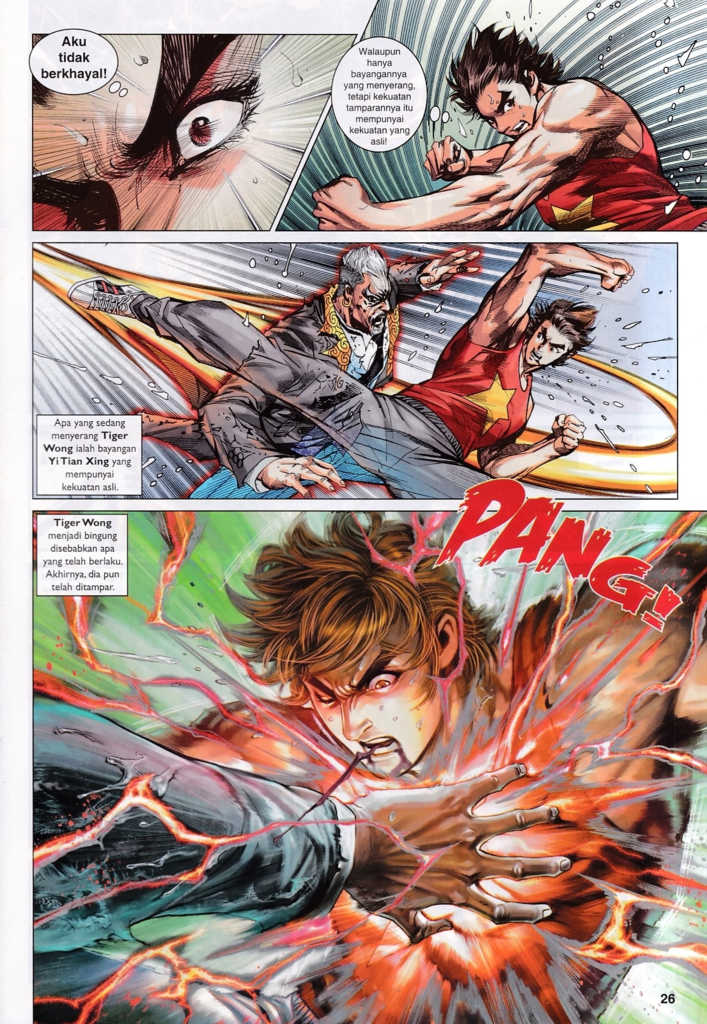 Aku
tidak
berkhayal!
Walaupun
hanya
bayangannya
yang menyerang,
tetapi kekuatan
tamparannya itu
mempunyai
kekuatan yang
asli!
Apa yang sedang
menyerang Tiger
Wong ialah bayangan
Yi Tian Xing yang
mempunyai
kekuatan asli.
PANG!
Tiger Wong
menjadi bingung
disebabkan apa
yang telah berlaku.
Akhirnya, dia pun
telah ditampar.
26